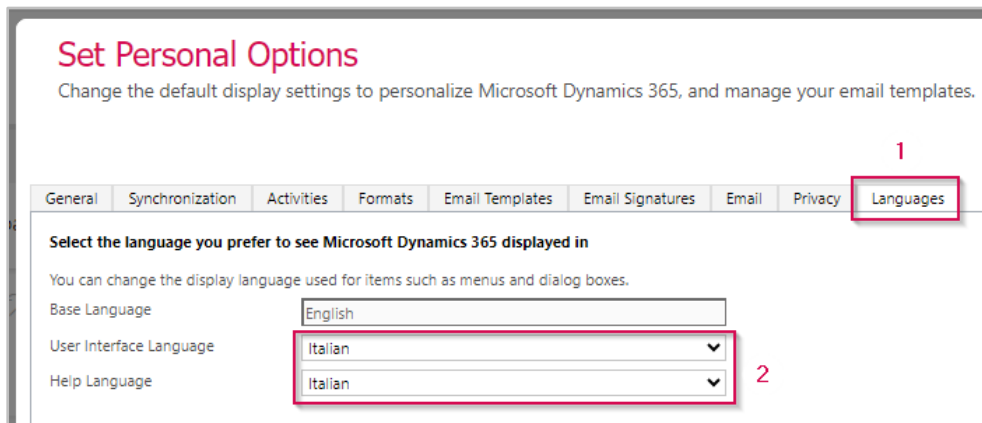 Set Personal Options
Change the default display settings to personalize Microsoft Dynamics 365, and manage your email templates.
1
General Synchronization Activities Formats Email Templates Email Signatures Email Privacy Languages
Select the language you prefer to see Microsoft Dynamics 365 displayed in
You can change the display language used for items such as menus and dialog boxes.
Base Language English
User Interface Language Italian
2
Help Language Italian